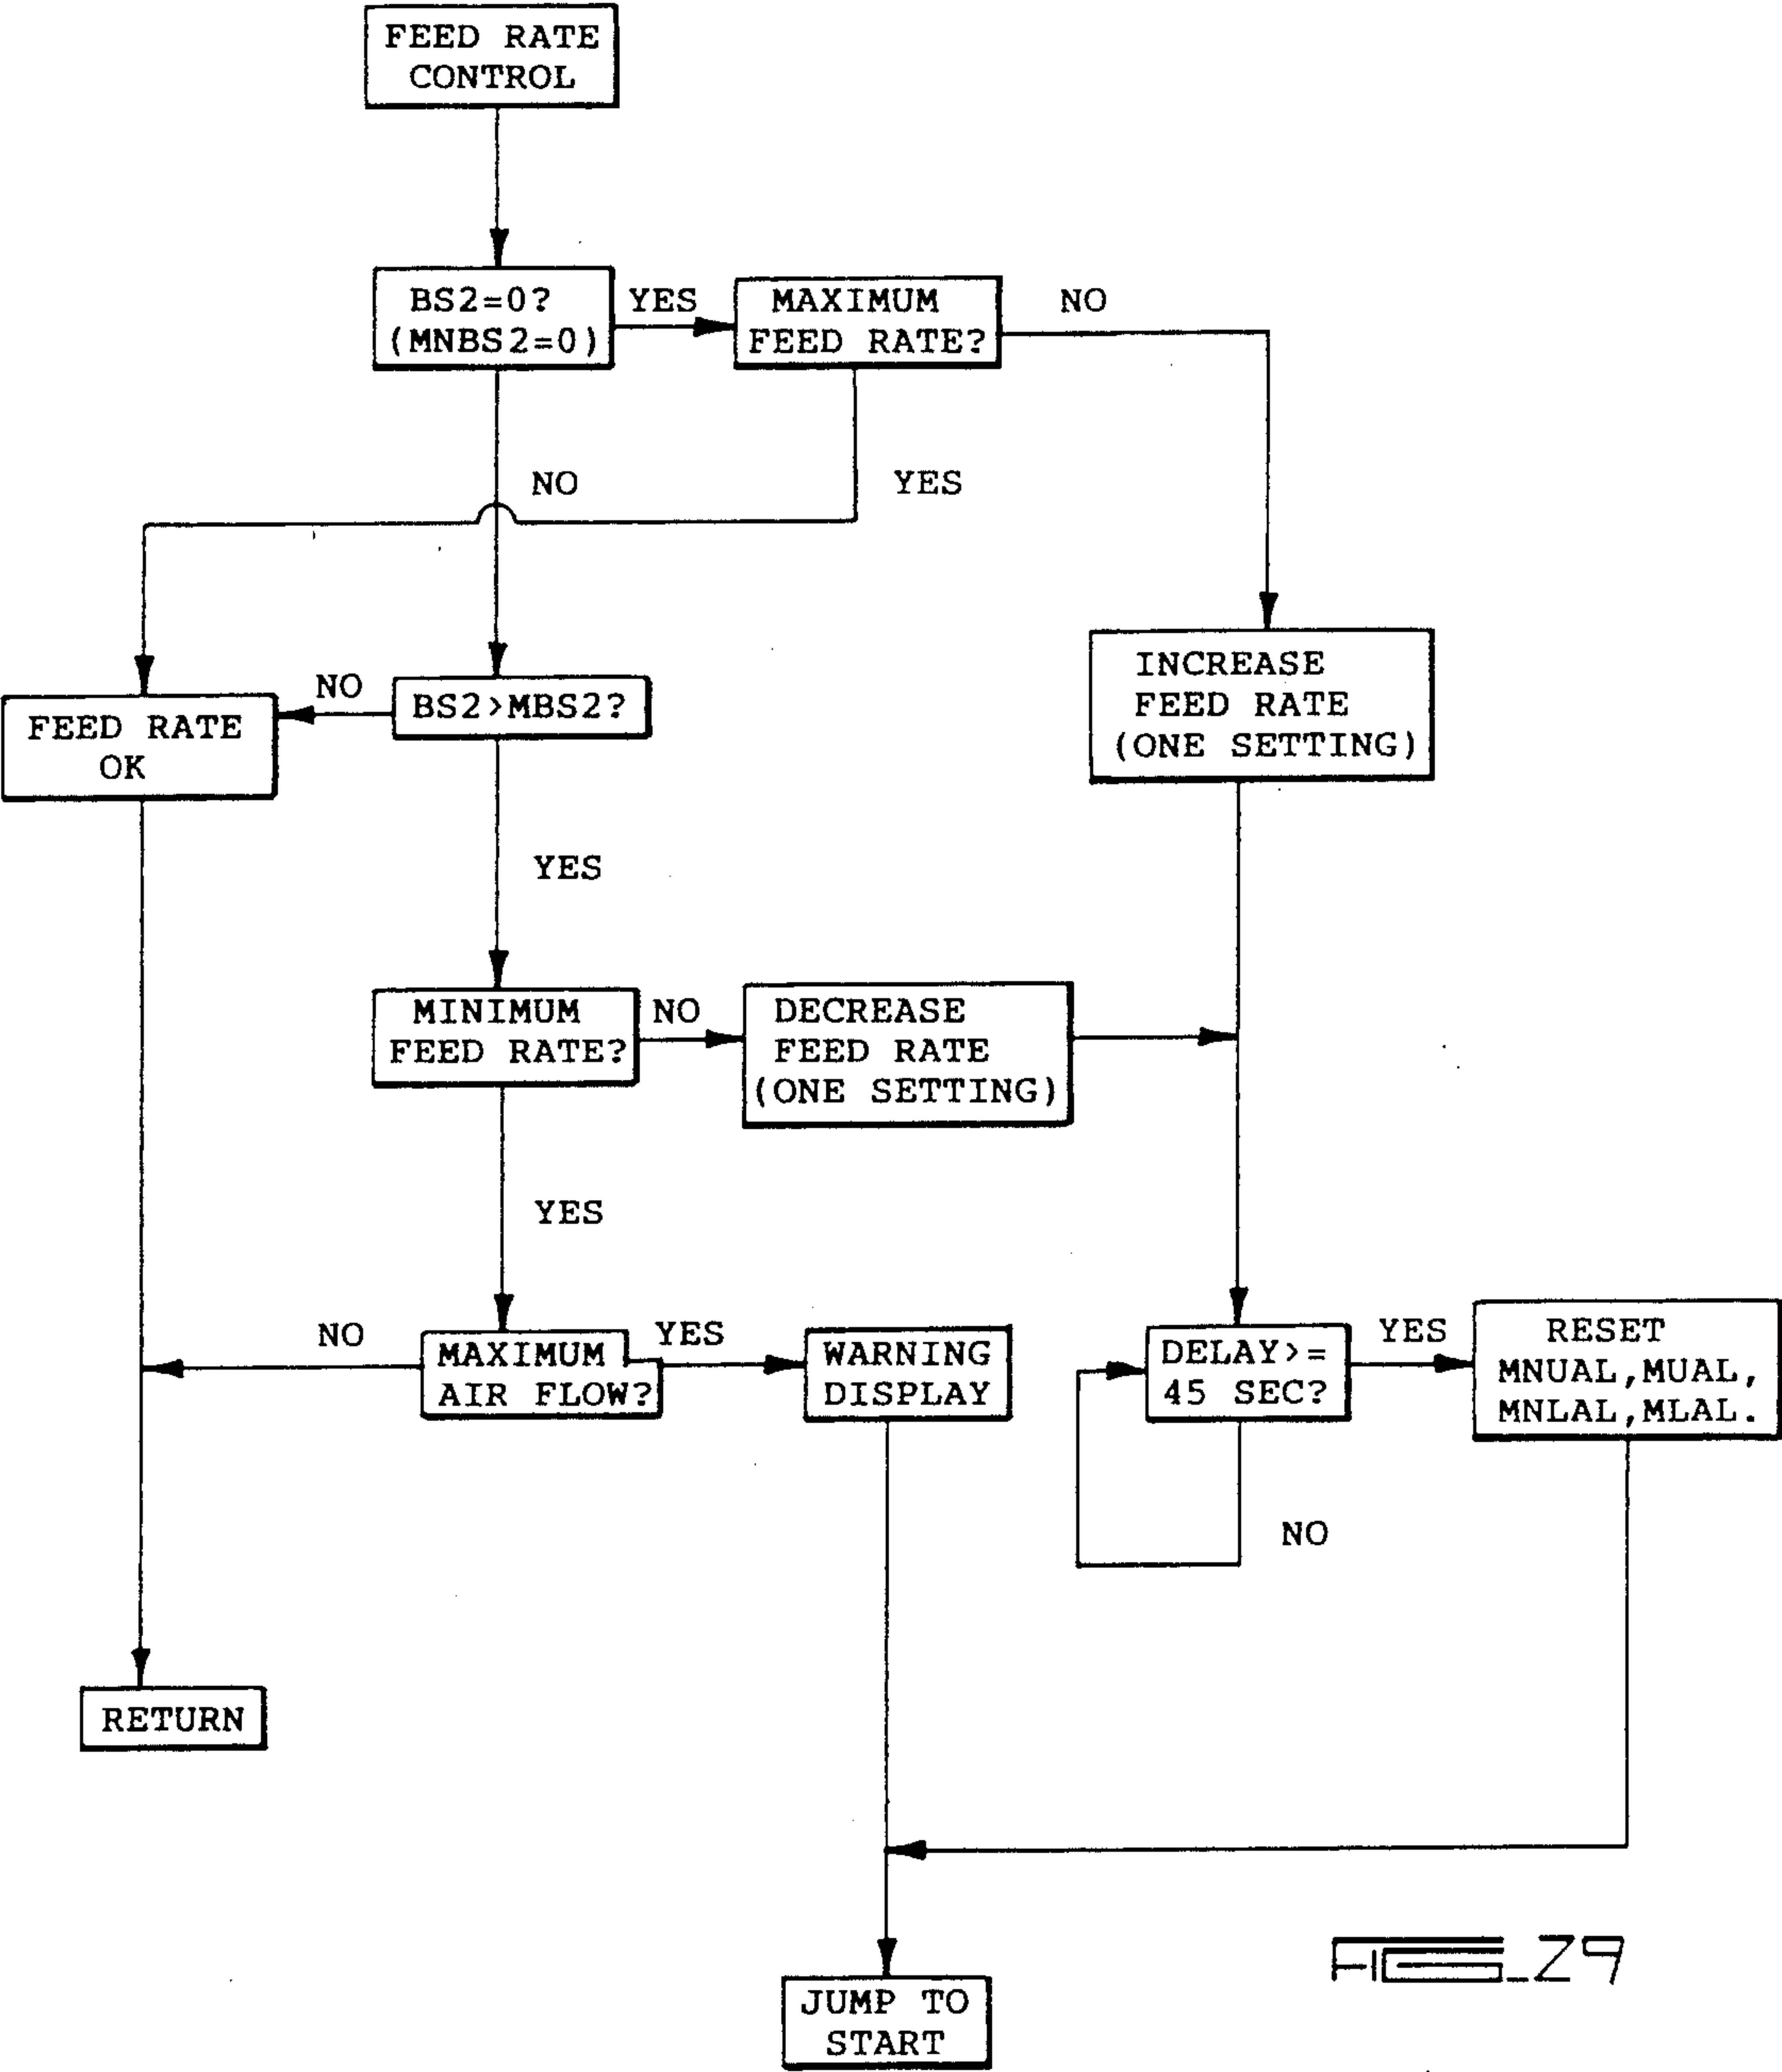 FEED RATE
CONTROL
BS2=0?
(MNBS2=0)
YES
MAXIMUM
FEED RATE?
NO
NO
YES
FEED RATE
OK
NO
BS2>MBS2?
INCREASE
FEED RATE
(ONE SETTING)
YES
MINIMUM
FEED RATE?
NO
DECREASE
FEED RATE
(ONE SETTING)
YES
NO
MAXIMUM
AIR FLOW?
YES
WARNING
DISPLAY
DELAY>=
45 SEC?
YES
RESET
MNUAL,MUAL,
MNLAL,MLAL.
NO
RETURN
JUMP TO
START
FIG_29